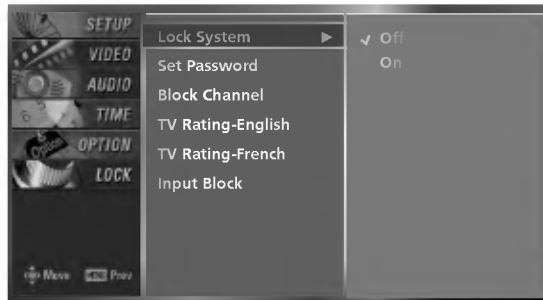 SETUP
VIDEO
AUDIO
TIME
OPTION
LOCK
Move Prev
Lock System ▶
Set Password
Block Channel
TV Rating-English
TV Rating-French
Input Block
✓ Off
On